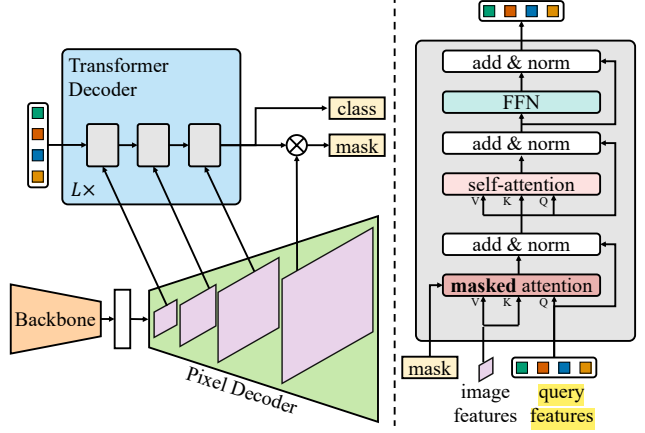 Transformer
Decoder
L×
class
mask
Backbone
Pixel Decoder
add & norm
FFN
add & norm
self-attention
V K Q
add & norm
masked attention
V K Q
mask
image
features
query
features